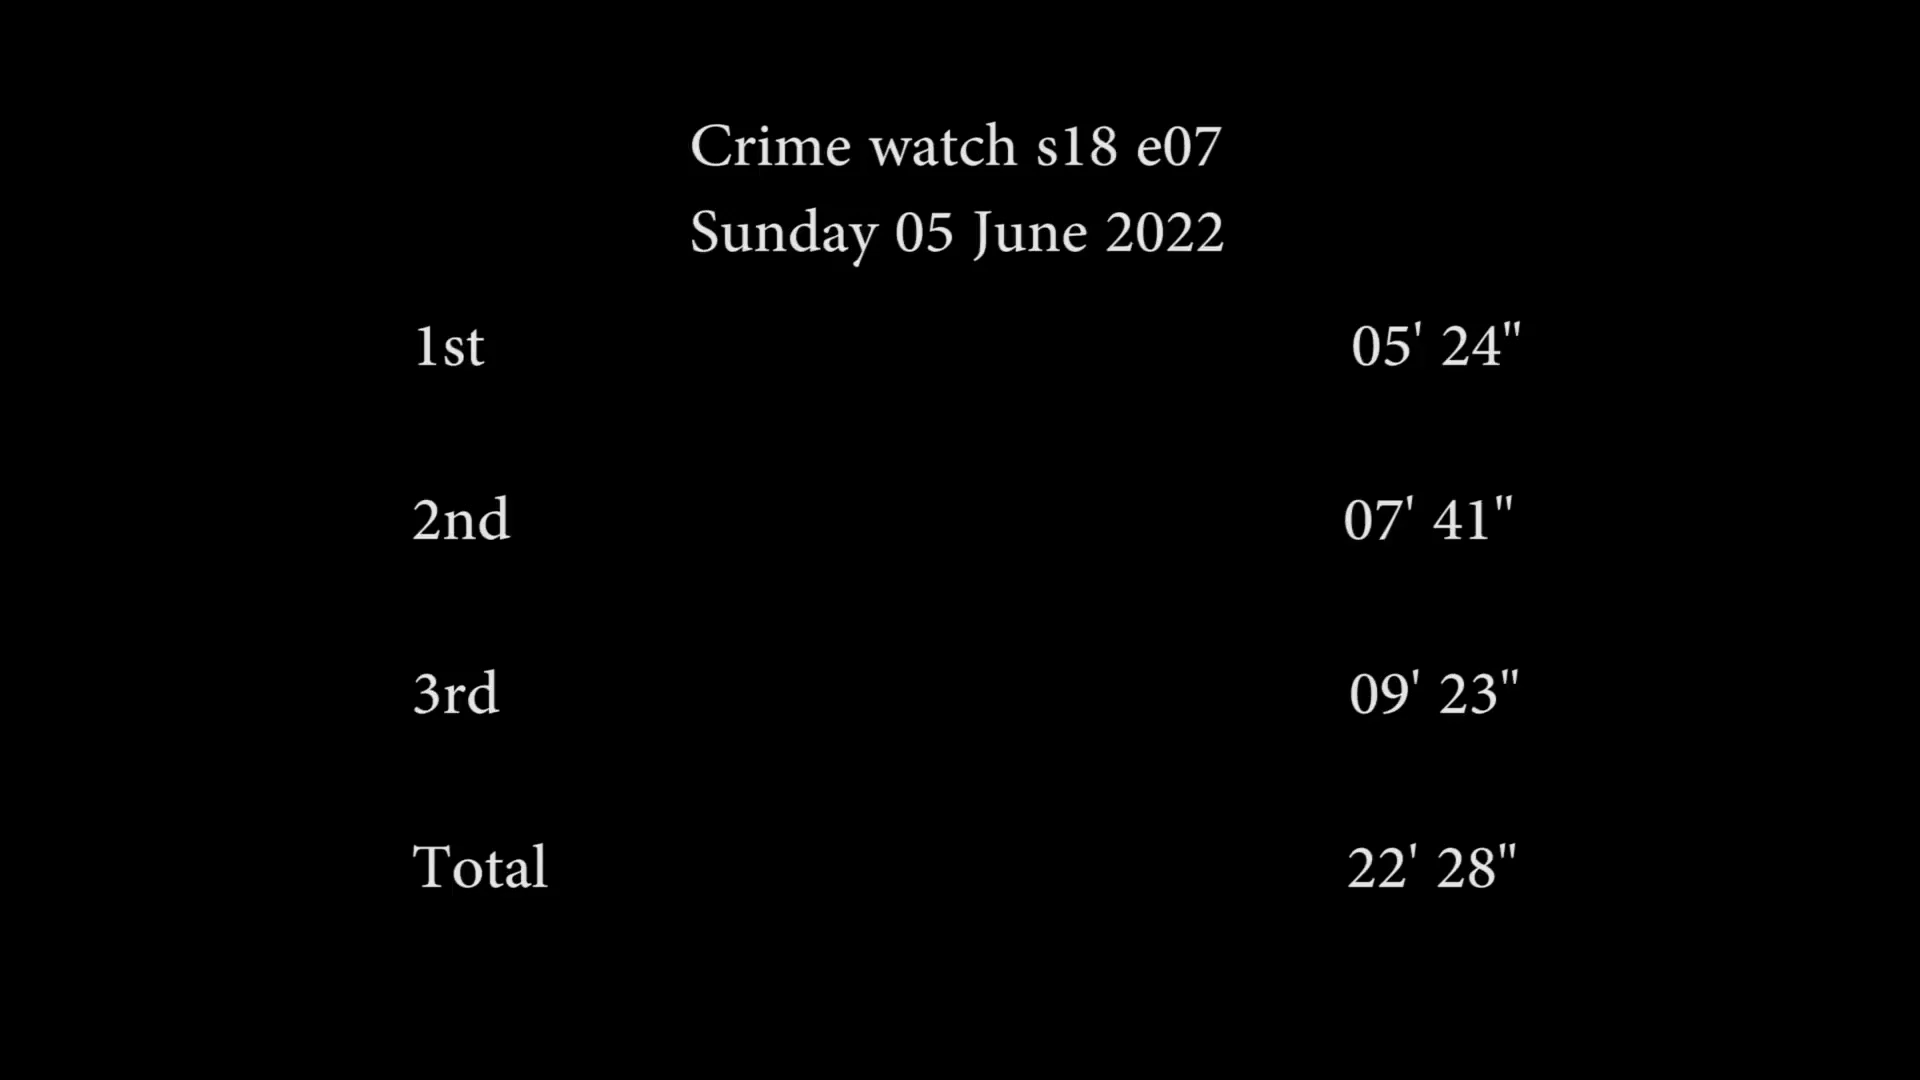 Crime watch s18 e07
Sunday 05 June 2022
1st 05' 24"
2nd 07' 41"
3rd 09' 23"
Total 22' 28"